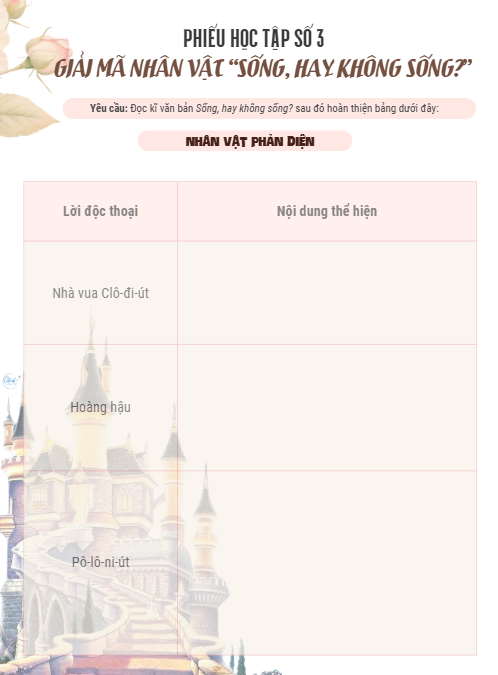 PHIẾU HỌC TẬP SỐ 3
GIẢI MÃ NHÂN VẬT “SỐNG, HAY KHÔNG SỐNG?”
Yêu cầu: Đọc kĩ văn bản Sống, hay không sống? sau đó hoàn thiện bảng dưới đây:
NHÂN VẬT PHẢN DIỆN
Lời độc thoại
Nội dung thể hiện
Nhà vua Clô-đi-út
Hoàng hậu
Pô-lô-ni-út